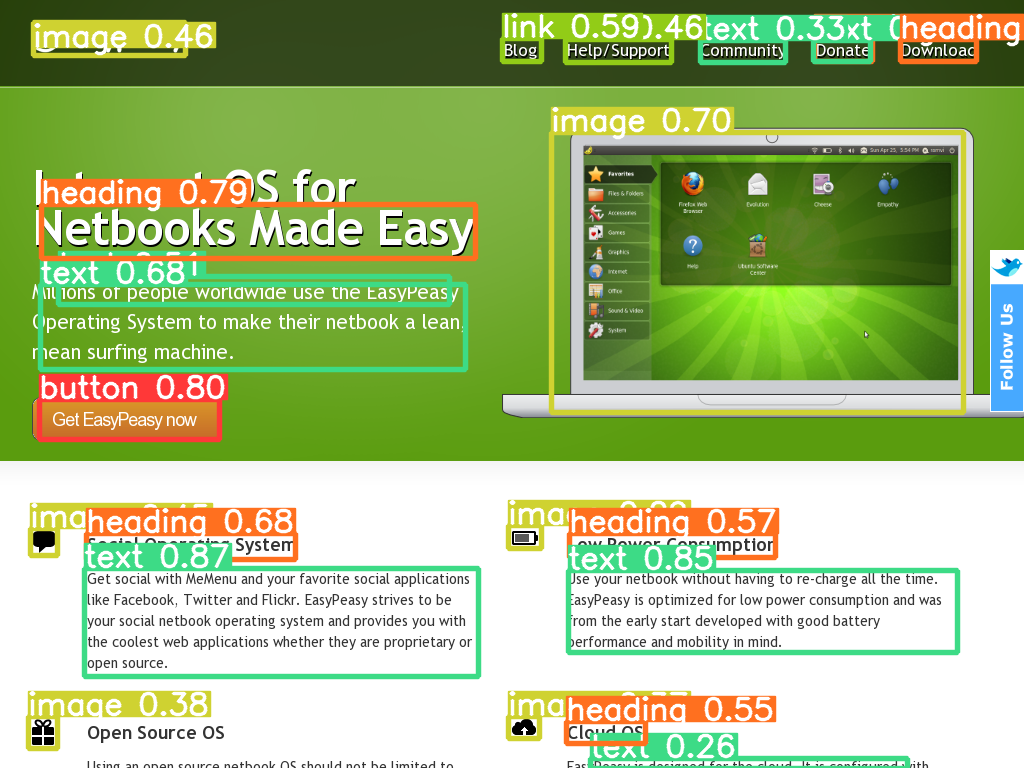 image 0.46
link 0.59
0.46
text 0.33
heading
Blog
Help/Support
Community
Donate
Download
image 0.70
OS for
heading 0.79
Netbooks Made Easy
text 0.68
Millions of people worldwide use the EasyPeasy
Operating System to make their netbook a lean,
mean surfing machine.
button 0.80
Get EasyPeasy now
Sun Apr 25, 3:54 PM
Favorites
Files & Folders
Accessories
Games
Graphics
Internet
Office
Sound & Video
System
Firefox Web
Browser
Evolution
Cheese
Empathy
Help
Ubuntu Software
Center
Follow Us
heading 0.68
Social Operating System
text 0.87
Get social with MeMenu and your favorite social applications
like Facebook, Twitter and Flickr. EasyPeasy strives to be
your social netbook operating system and provides you with
the coolest web applications whether they are proprietary or
open source.
heading 0.57
Low Power Consumption
text 0.85
Use your netbook without having to re-charge all the time.
EasyPeasy is optimized for low power consumption and was
from the early start developed with good battery
performance and mobility in mind.
image 0.38
Open Source OS
Using an open source netbook OS should not be limited to
heading 0.55
Cloud OS
text 0.26
EasyPeasy is designed for the cloud. It is configured with